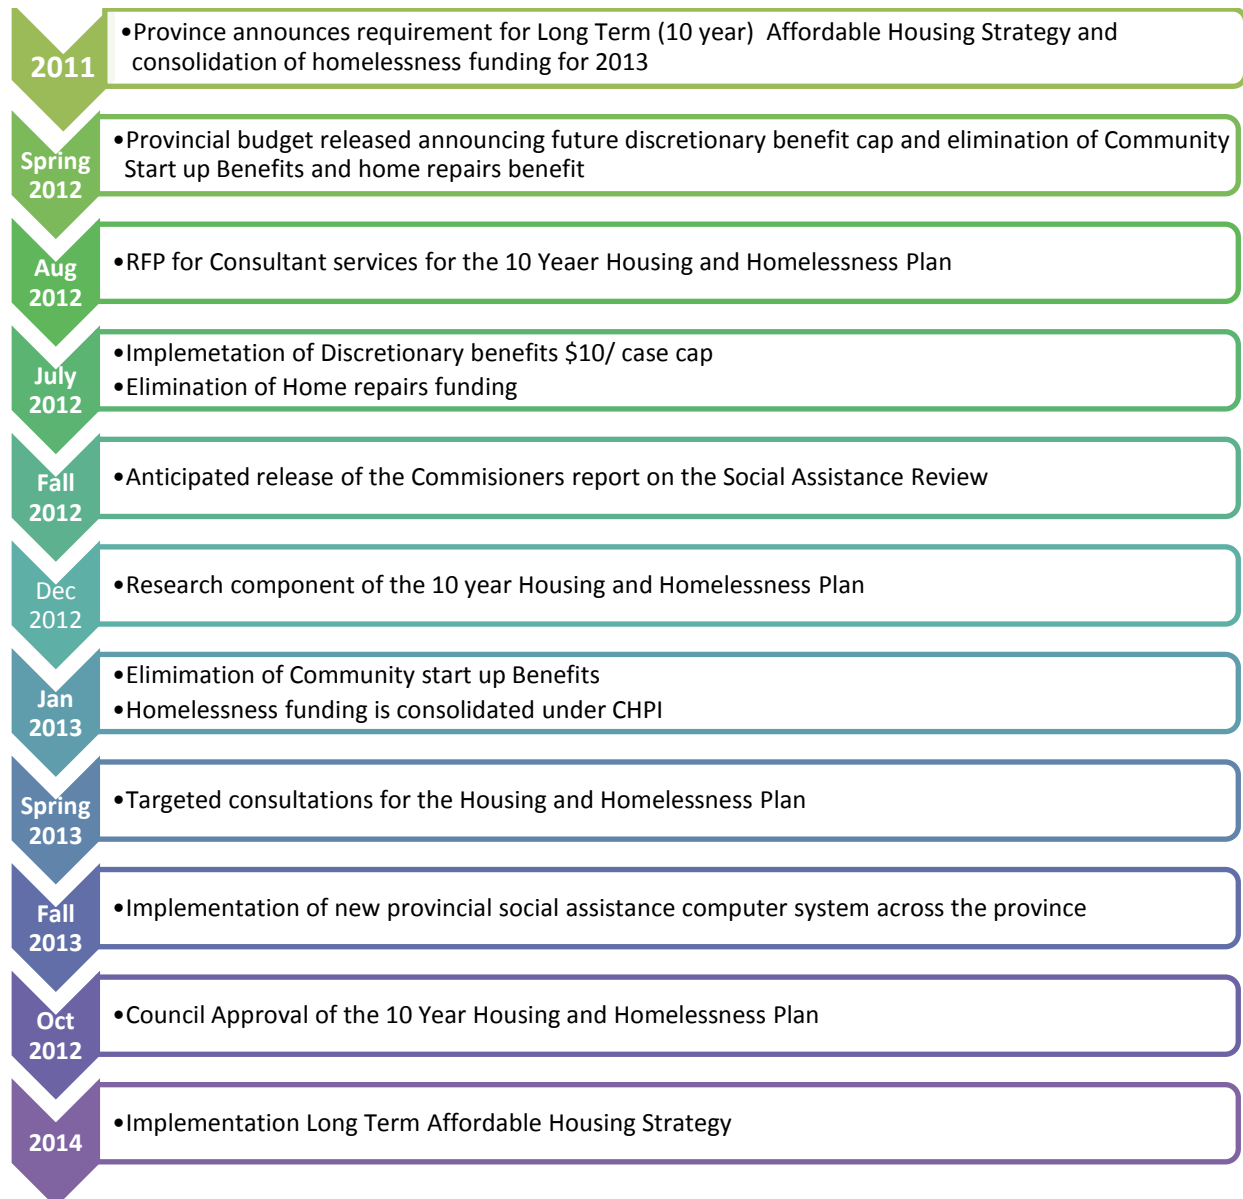 2011
•Province announces requirement for Long Term (10 year) Affordable Housing Strategy and
consolidation of homelessness funding for 2013
Spring
2012
•Provincial budget released announcing future discretionary benefit cap and elimination of Community
Start up Benefits and home repairs benefit
Aug
2012
•RFP for Consultant services for the 10 Yeaer Housing and Homelessness Plan
July
2012
•Implemetation of Discretionary benefits $10/ case cap
•Elimination of Home repairs funding
Fall
2012
•Anticipated release of the Commisioners report on the Social Assistance Review
Dec
2012
•Research component of the 10 year Housing and Homelessness Plan
Jan
2013
•Elimimation of Community start up Benefits
•Homelessness funding is consolidated under CHPI
Spring
2013
•Targeted consultations for the Housing and Homelessness Plan
Fall
2013
•Implementation of new provincial social assistance computer system across the province
Oct
2012
•Council Approval of the 10 Year Housing and Homelessness Plan
2014
•Implementation Long Term Affordable Housing Strategy